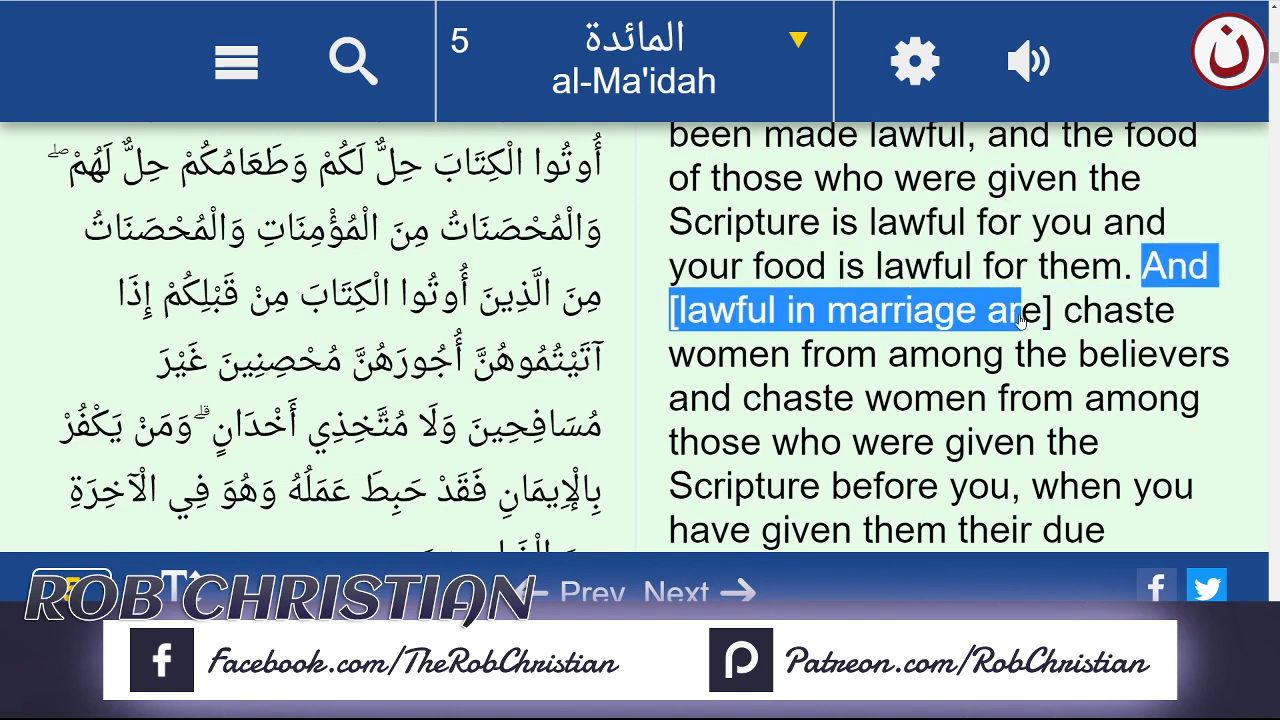 5
المائدة
al-Ma'idah
ن
أُوتُوا الْكِتَابَ حِلٌّ لَكُمْ وَطَعَامُكُمْ حِلٌّ لَهُمْ ۖ
وَالْمُحْصَنَاتُ مِنَ الْمُؤْمِنَاتِ وَالْمُحْصَنَاتُ
مِنَ الَّذِينَ أُوتُوا الْكِتَابَ مِنْ قَبْلِكُمْ إِذَا
آتَيْتُمُوهُنَّ أُجُورَهُنَّ مُحْصِنِينَ غَيْرَ
مُسَافِحِينَ وَلَا مُتَّخِذِي أَخْدَانٍ ۗ وَمَنْ يَكْفُرْ
بِالْإِيمَانِ فَقَدْ حَبِطَ عَمَلُهُ وَهُوَ فِي الْآخِرَةِ
been made lawful, and the food
of those who were given the
Scripture is lawful for you and
your food is lawful for them. And
[lawful in marriage are] chaste
women from among the believers
and chaste women from among
those who were given the
Scripture before you, when you
have given them their due
T
Prev Next
f
ROB CHRISTIAN
f
Facebook.com/TheRobChristian
Patreon.com/RobChristian